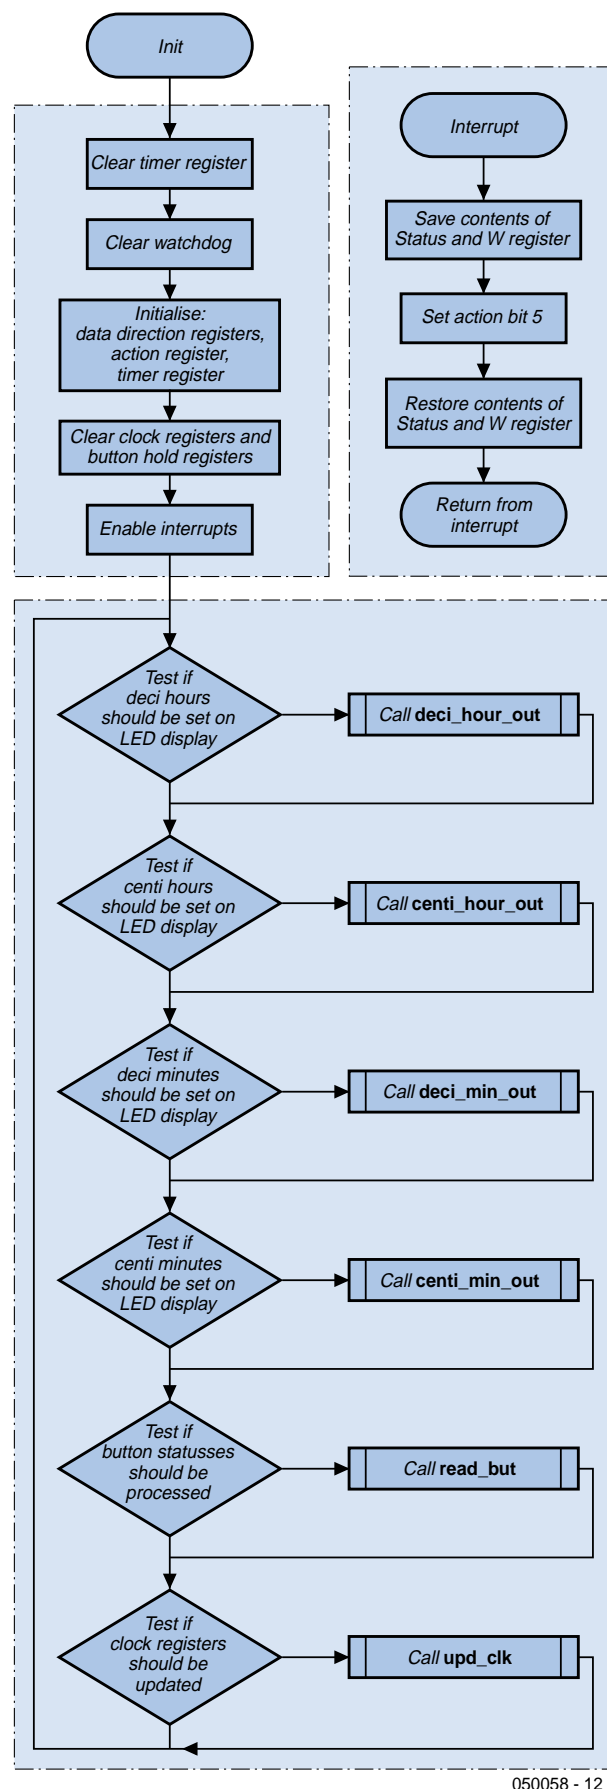 Init
Clear timer register
Clear watchdog
Initialise:
data direction registers,
action register,
timer register
Clear clock registers and
button hold registers
Enable interrupts
Interrupt
Save contents of
Status and W register
Set action bit 5
Restore contents of
Status and W register
Return from
interrupt
Test if
deci hours
should be set on
LED display
Call deci_hour_out
Test if
centi hours
should be set on
LED display
Call centi_hour_out
Test if
deci minutes
should be set on
LED display
Call deci_min_out
Test if
centi minutes
should be set on
LED display
Call centi_min_out
Test if
button statusses
should be
processed
Call read_but
Test if
clock registers
should be
updated
Call upd_clk
050058 - 12